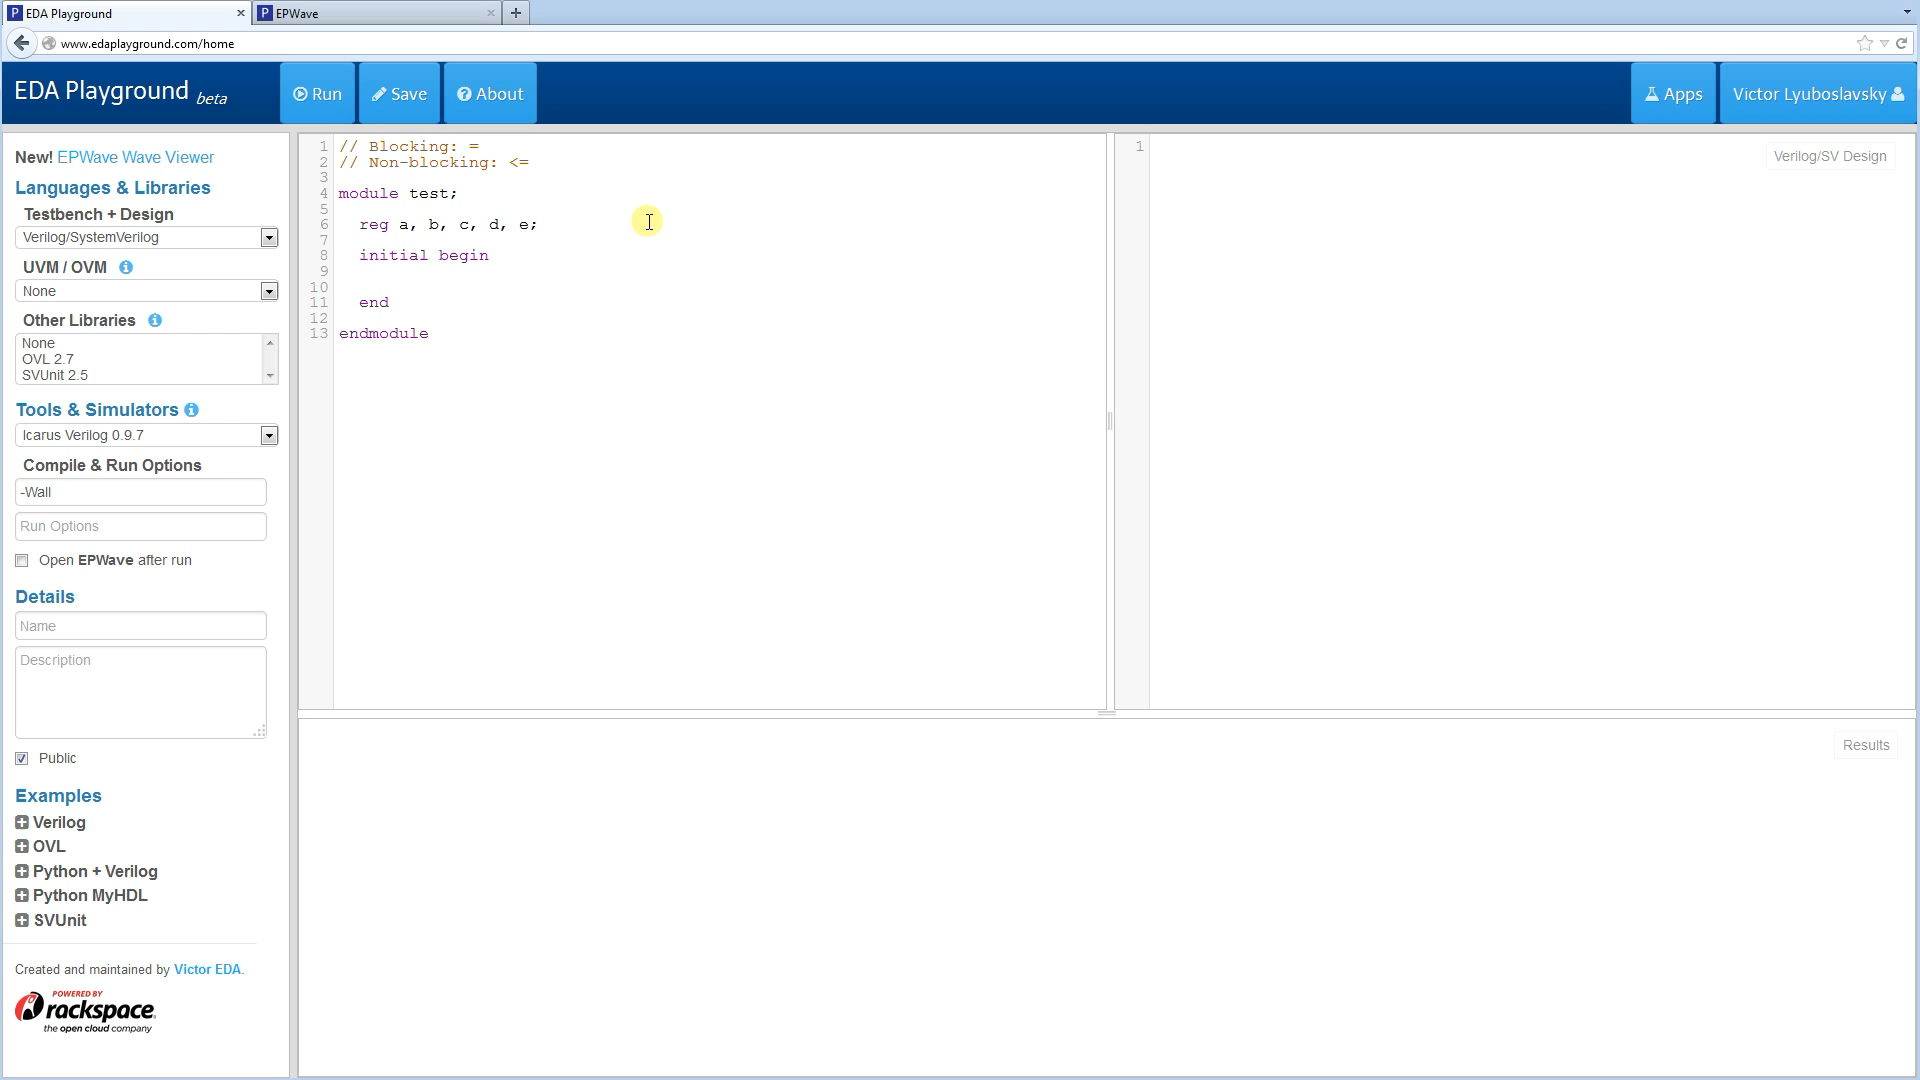 EDA Playground
EPWave
www.edaplayground.com/home
EDA Playground beta
Run
Save
About
Apps
Victor Lyuboslavsky
New! EPWave Wave Viewer
Languages & Libraries
Testbench + Design
Verilog/SystemVerilog
UVM / OVM
None
Other Libraries
None
OVL 2.7
SVUnit 2.5
Tools & Simulators
Icarus Verilog 0.9.7
Compile & Run Options
-Wall
Run Options
Open EPWave after run
Details
Name
Description
Public
Examples
Verilog
OVL
Python + Verilog
Python MyHDL
SVUnit
Created and maintained by Victor EDA.
POWERED BY
rackspace
the open cloud company
1 // Blocking: =
2 // Non-blocking: <=
3
4 module test;
5
6 reg a, b, c, d, e;
7
8 initial begin
9
10
11 end
12
13 endmodule
1
Verilog/SV Design
Results